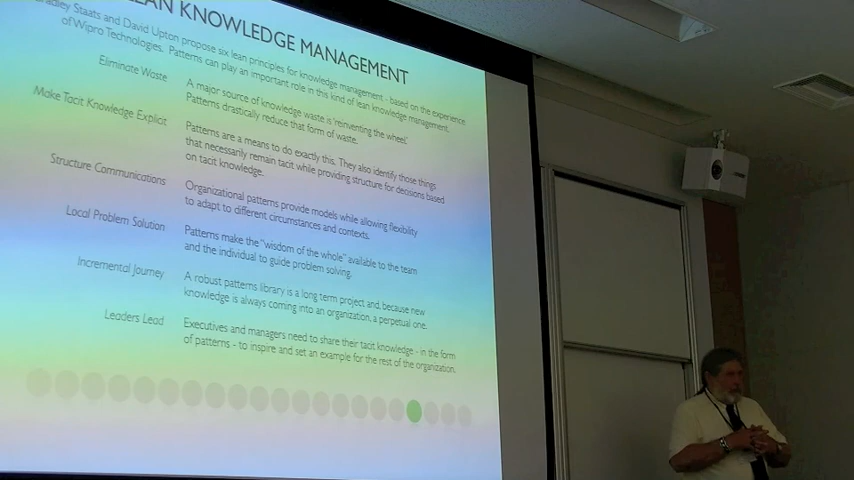 LEAN KNOWLEDGE MANAGEMENT
Bradley Staats and David Upton propose six lean principles for knowledge management - based on the experience
of Wipro Technologies. Patterns can play an important role in this kind of lean knowledge management.
Eliminate Waste
A major source of knowledge waste is 'reinventing the wheel.'
Patterns drastically reduce that form of waste.
Make Tacit Knowledge Explicit
Patterns are a means to do exactly this. They also identify those things
that necessarily remain tacit while providing structure for decisions based
on tacit knowledge.
Structure Communications
Organizational patterns provide models while allowing flexibility
to adapt to different circumstances and contexts.
Local Problem Solution
Patterns make the "wisdom of the whole" available to the team
and the individual to guide problem solving.
Incremental Journey
A robust patterns library is a long term project and, because new
knowledge is always coming into an organization, a perpetual one.
Leaders Lead
Executives and managers need to share their tacit knowledge - in the form
of patterns - to inspire and set an example for the rest of the organization.